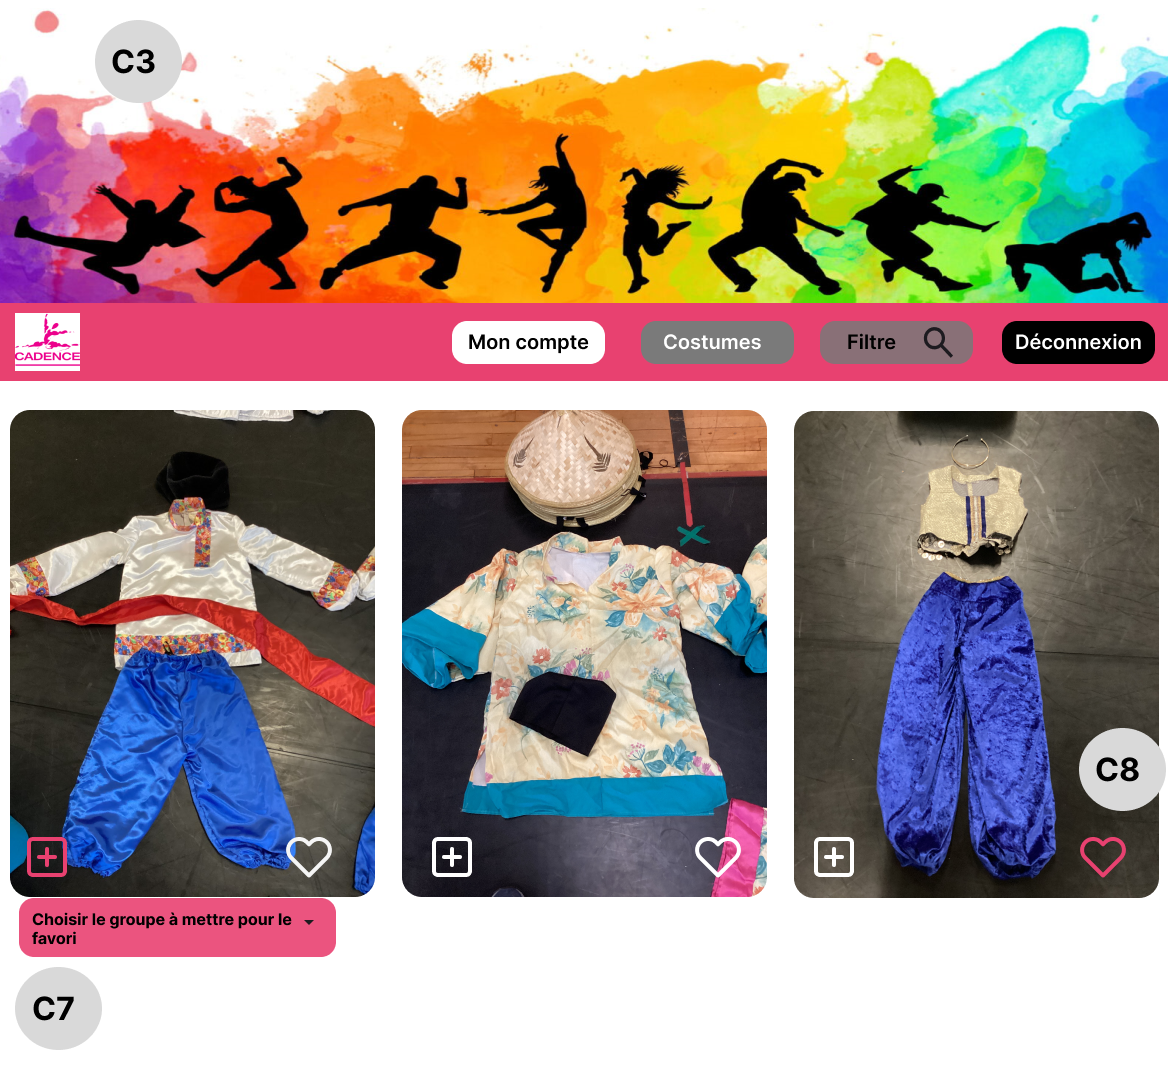 C3
CADENCE
Mon compte
Costumes
Filtre
Déconnexion
C8
Choisir le groupe à mettre pour le
favori
C7